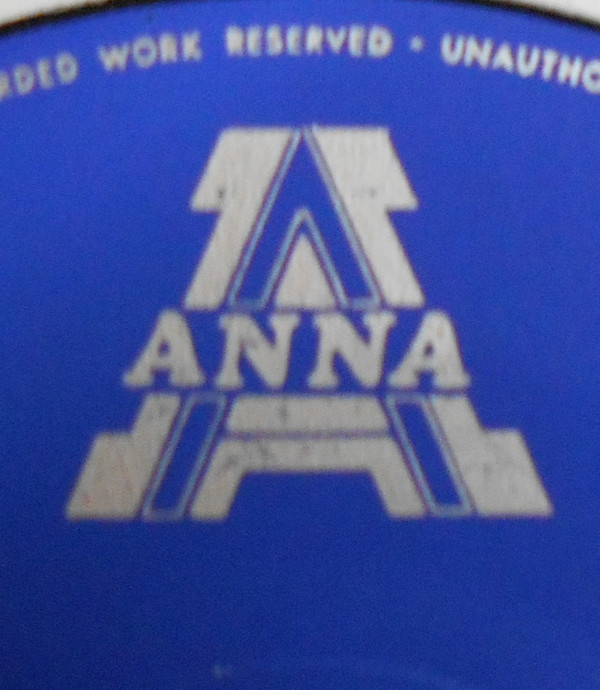 RDED WORK RESERVED • UNAUTHO
ANNA